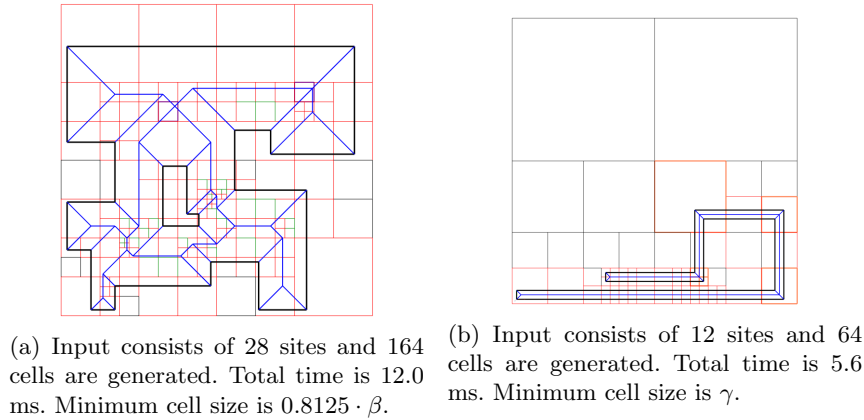 (a) Input consists of 28 sites and 164
cells are generated. Total time is 12.0
ms. Minimum cell size is 0.8125 · β.
(b) Input consists of 12 sites and 64
cells are generated. Total time is 5.6
ms. Minimum cell size is γ.